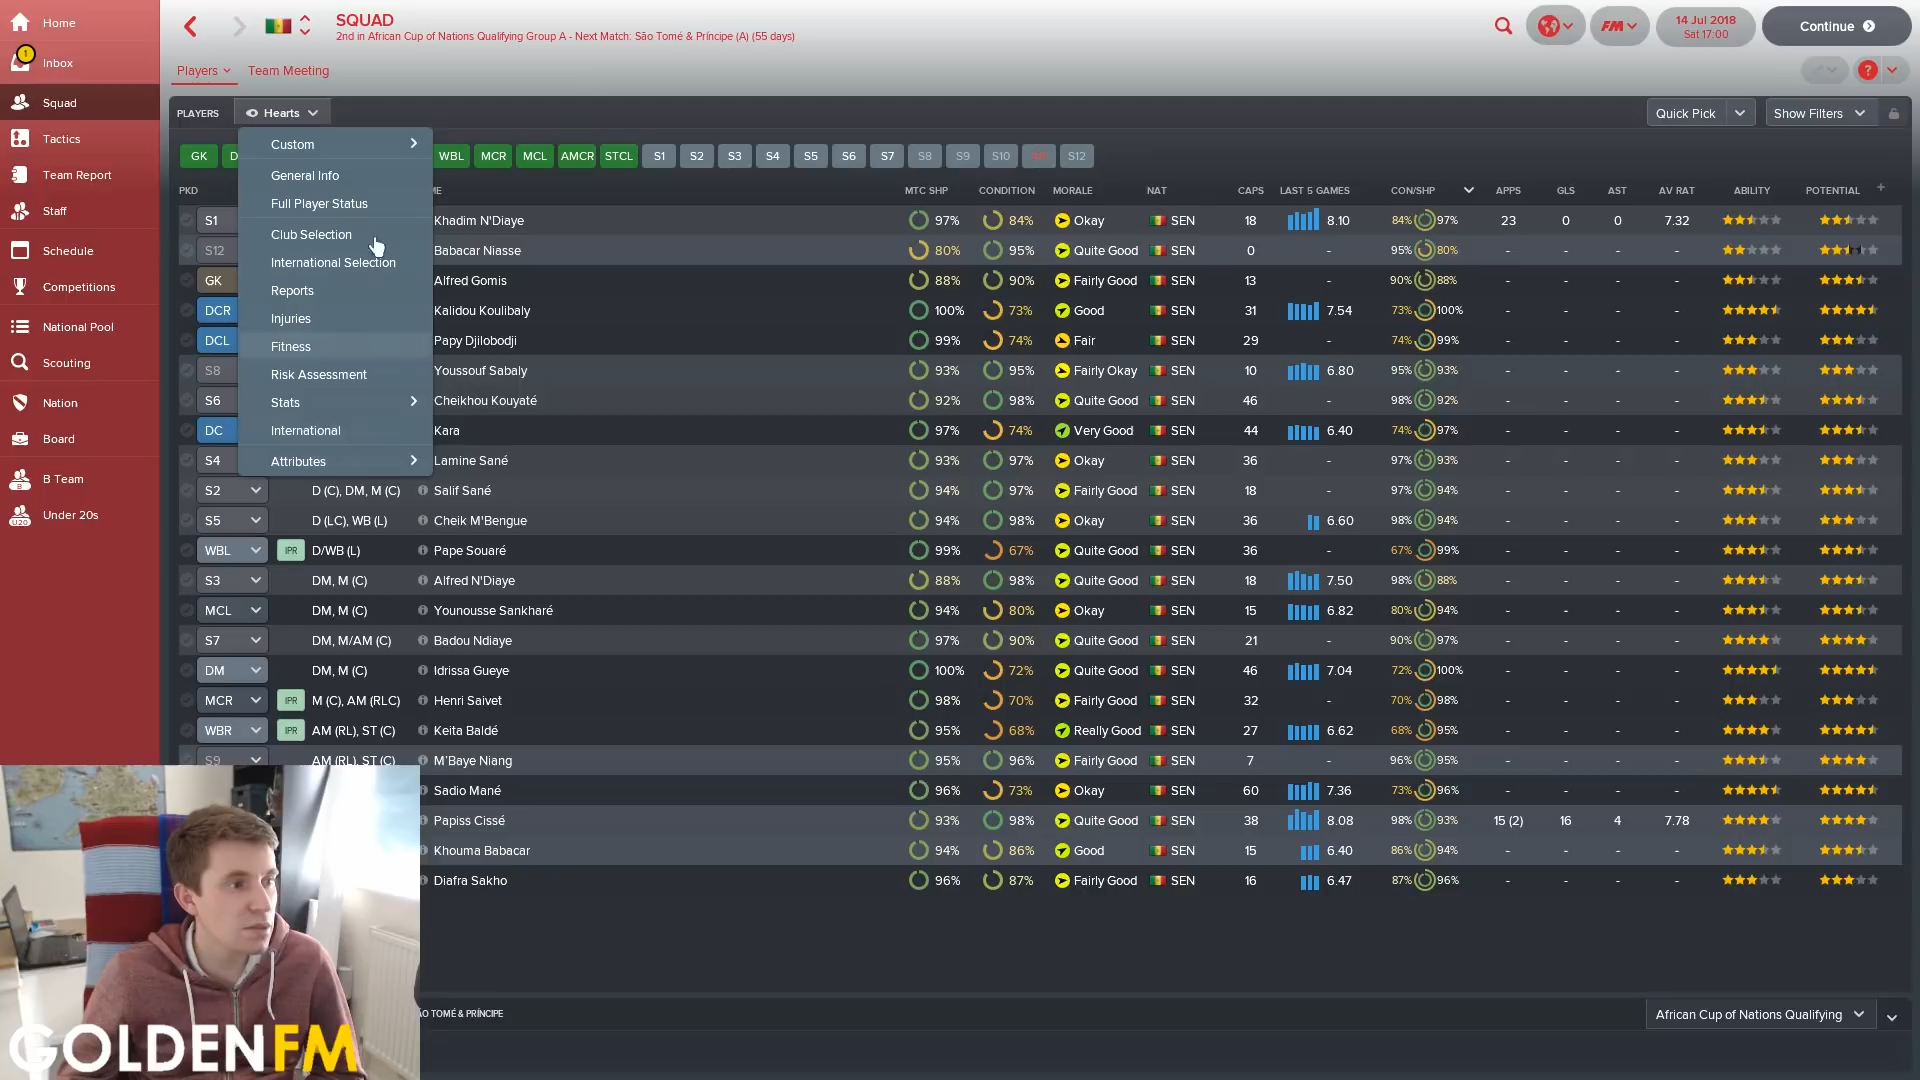 Home
Inbox
1
Squad
Tactics
Team Report
Staff
Schedule
Competitions
National Pool
Scouting
Nation
Board
B Team
Under 20s
SQUAD
2nd in African Cup of Nations Qualifying Group A - Next Match: São Tomé & Príncipe (A) (55 days)
FM
14 Jul 2018
Sat 17:00
Continue
Players Team Meeting
PLAYERS Hearts Quick Pick Show Filters
Custom
General Info
Full Player Status
Club Selection
International Selection
Reports
Injuries
Fitness
Risk Assessment
Stats
International
Attributes
GK D WBL MCR MCL AMCR STCL S1 S2 S3 S4 S5 S6 S7 S8 S9 S10 S12
PKD ME MTC SHP CONDITION MORALE NAT CAPS LAST 5 GAMES CON/SHP APPS GLS AST AV RAT ABILITY POTENTIAL
S1 Khadim N'Diaye 97% 84% Okay SEN 18 8.10 84% 97% 23 0 0 7.32
S12 Babacar Niasse 80% 95% Quite Good SEN 0 - 95% 80% - - - -
GK Alfred Gomis 88% 90% Fairly Good SEN 13 - 90% 88% - - - -
DCR Kalidou Koulibaly 100% 73% Good SEN 31 7.54 73% 100% - - - -
DCL Papy Djilobodji 99% 74% Fair SEN 29 - 74% 99% - - - -
S8 Youssouf Sabaly 93% 95% Fairly Okay SEN 10 6.80 95% 93% - - - -
S6 Cheikhou Kouyaté 92% 98% Quite Good SEN 46 - 98% 92% - - - -
DC Kara 97% 74% Very Good SEN 44 6.40 74% 97% - - - -
S4 Lamine Sané 93% 97% Okay SEN 36 - 97% 93% - - - -
S2 D (C), DM, M (C) Salif Sané 94% 97% Fairly Good SEN 18 - 97% 94% - - - -
S5 D (LC), WB (L) Cheik M'Bengue 94% 98% Okay SEN 36 6.60 98% 94% - - - -
WBL IPR D/WB (L) Pape Souaré 99% 67% Quite Good SEN 36 - 67% 99% - - - -
S3 DM, M (C) Alfred N'Diaye 88% 98% Quite Good SEN 18 7.50 98% 88% - - - -
MCL DM, M (C) Younousse Sankharé 94% 80% Okay SEN 15 6.82 80% 94% - - - -
S7 DM, M/AM (C) Badou Ndiaye 97% 90% Quite Good SEN 21 - 90% 97% - - - -
DM DM, M (C) Idrissa Gueye 100% 72% Quite Good SEN 46 7.04 72% 100% - - - -
MCR IPR M (C), AM (RLC) Henri Saivet 98% 70% Fairly Good SEN 32 - 70% 98% - - - -
WBR IPR AM (RL), ST (C) Keita Baldé 95% 68% Really Good SEN 27 6.62 68% 95% - - - -
S9 AM (RL), ST (C) M'Baye Niang 95% 96% Fairly Good SEN 7 - 96% 95% - - - -
Sadio Mané 96% 73% Okay SEN 60 7.36 73% 96% - - - -
Papiss Cissé 93% 98% Quite Good SEN 38 8.08 98% 93% 15 (2) 16 4 7.78
Khouma Babacar 94% 86% Good SEN 15 6.40 86% 94% - - - -
Diafra Sakho 96% 87% Fairly Good SEN 16 6.47 87% 96% - - - -
ÃO TOMÉ & PRÍNCIPE African Cup of Nations Qualifying
GOLDENFM